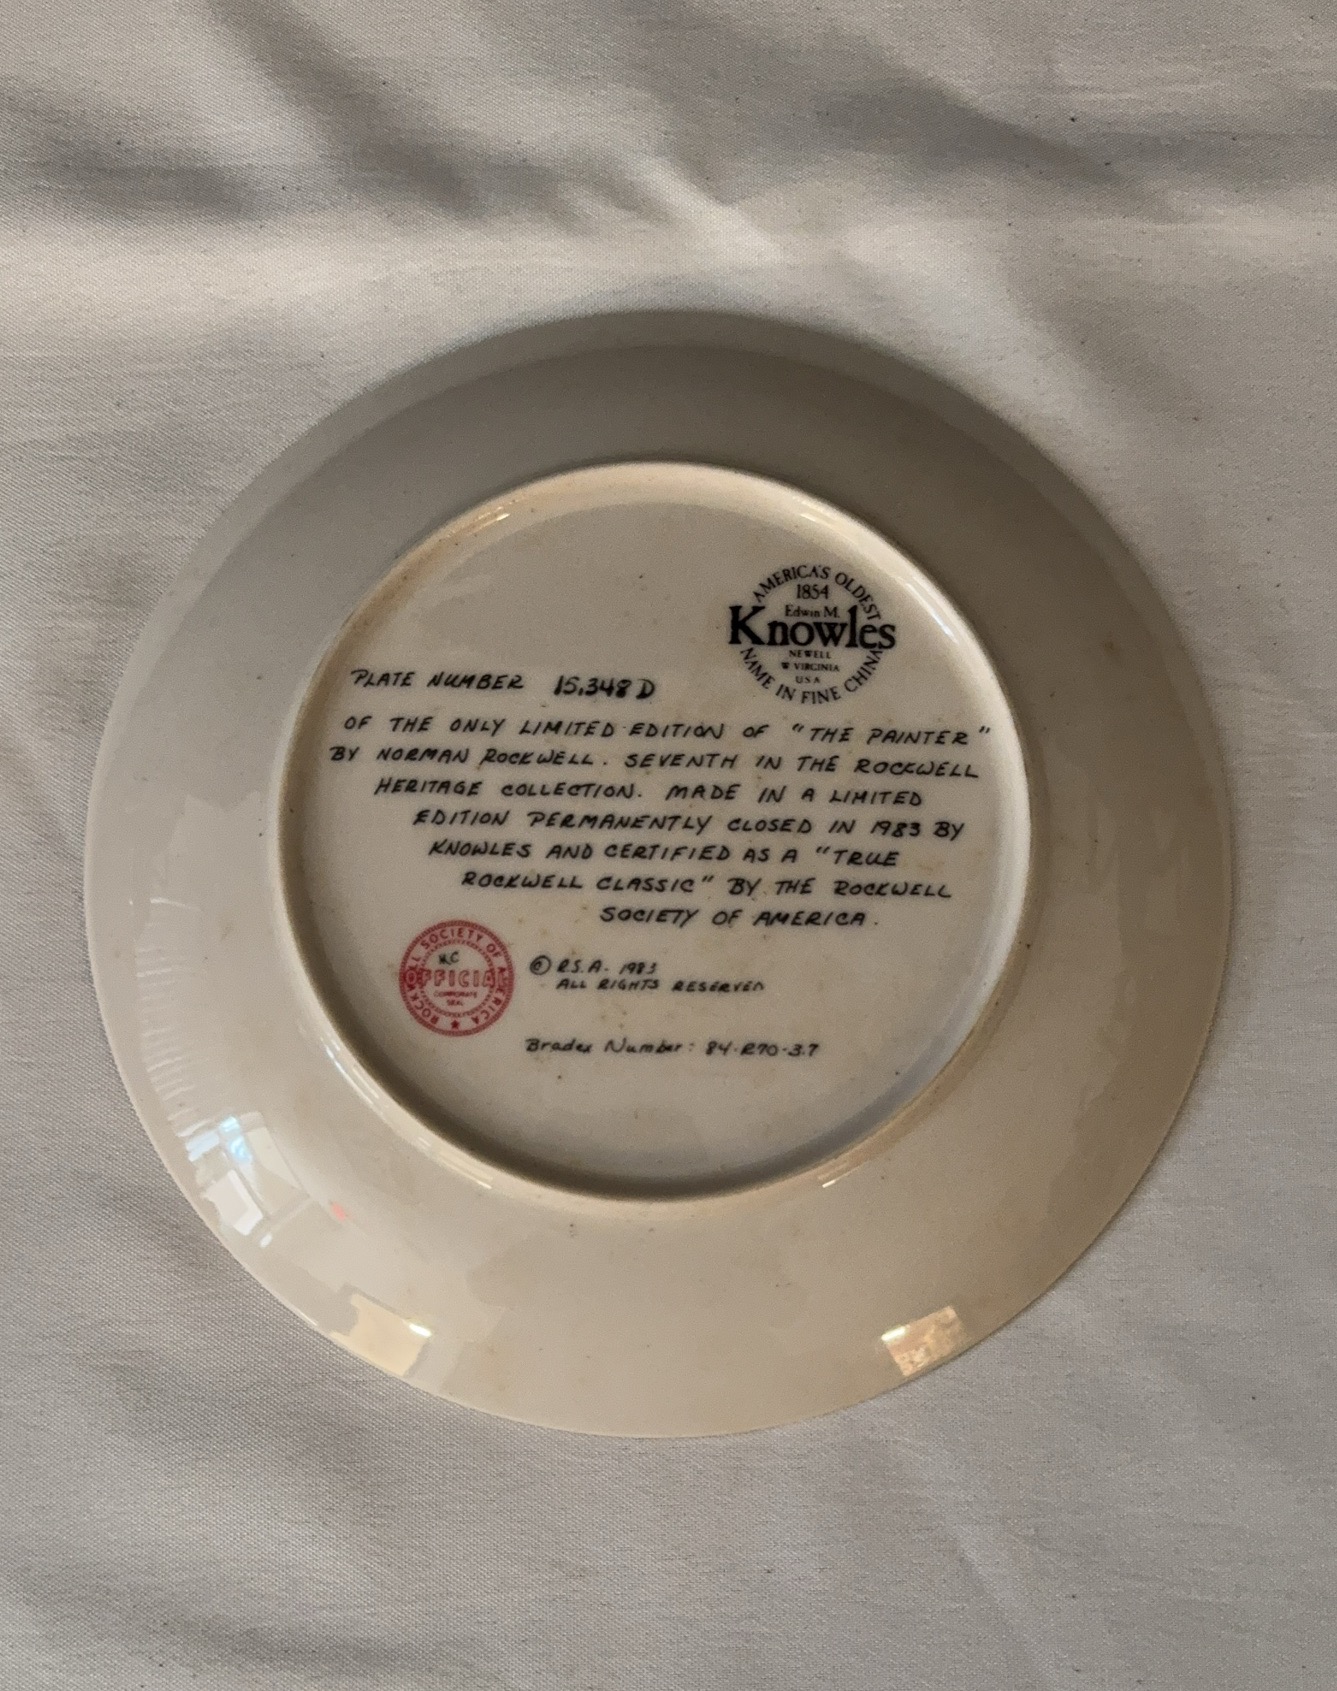 AMERICA'S OLDEST
1854
Edwin M.
Knowles
NEWELL
W VIRGINIA
USA
NAME IN FINE CHINA
PLATE NUMBER 15,348 D
OF THE ONLY LIMITED EDITION OF "THE PAINTER"
BY NORMAN ROCKWELL. SEVENTH IN THE ROCKWELL
HERITAGE COLLECTION. MADE IN A LIMITED
EDITION PERMANENTLY CLOSED IN 1983 BY
KNOWLES AND CERTIFIED AS A "TRUE
ROCKWELL CLASSIC" BY THE ROCKWELL
SOCIETY OF AMERICA.
ROCKWELL SOCIETY OF AMERICA
OFFICIAL
CORPORATE
SEAL
© R.S.A. 1983
ALL RIGHTS RESERVED
Bradex Number: 84-R70-3.7